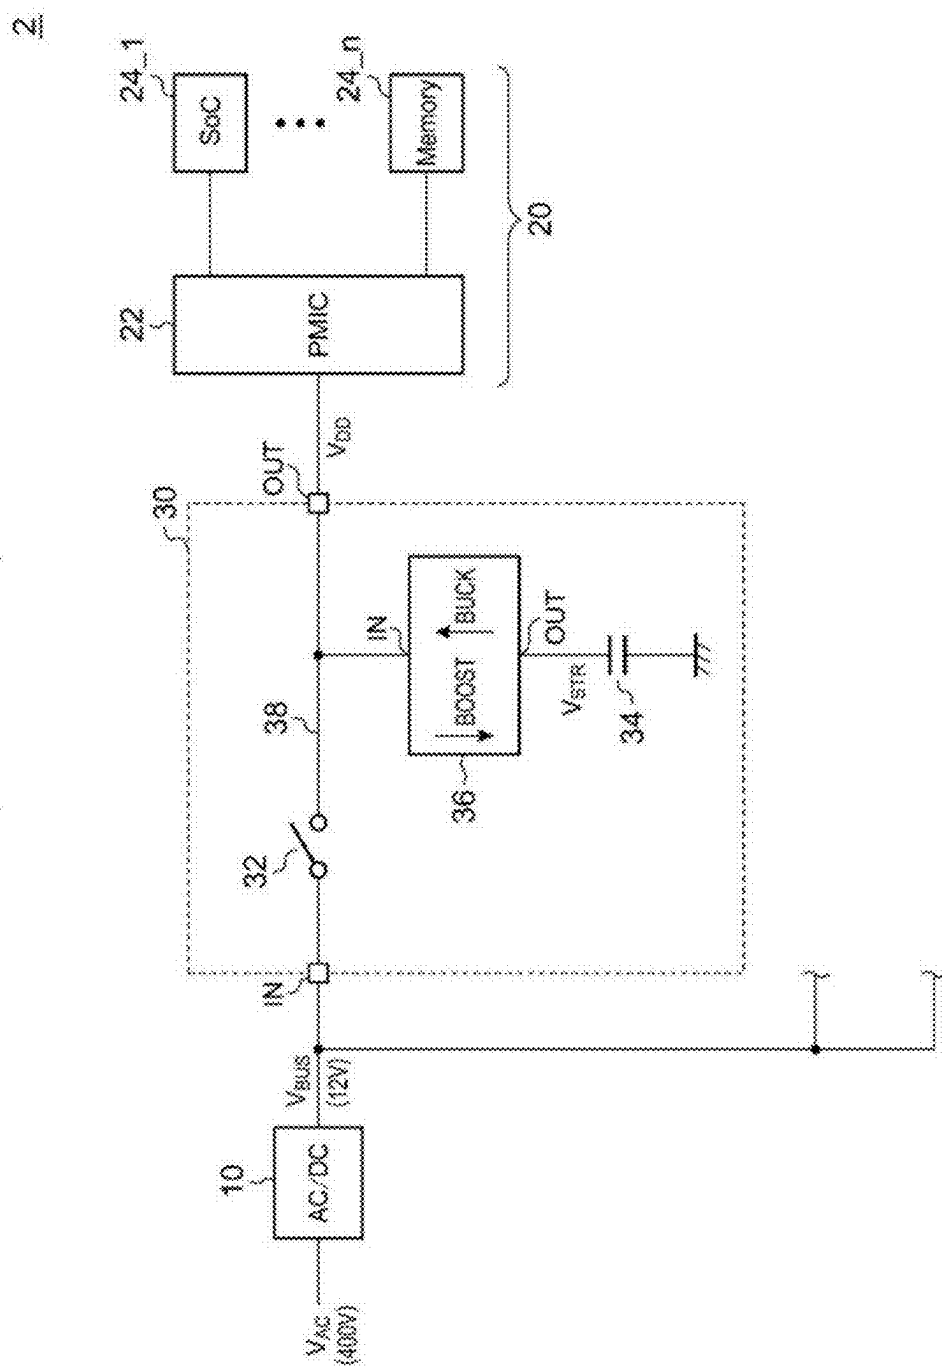 2
V_AC
(400V)
10
AC/DC
V_BUS
(12V)
IN
30
32
38
36
IN
BOOST
BUCK
OUT
V_STR
34
OUT
V_DD
22
PMIC
24_1
SoC
24_n
Memory
20